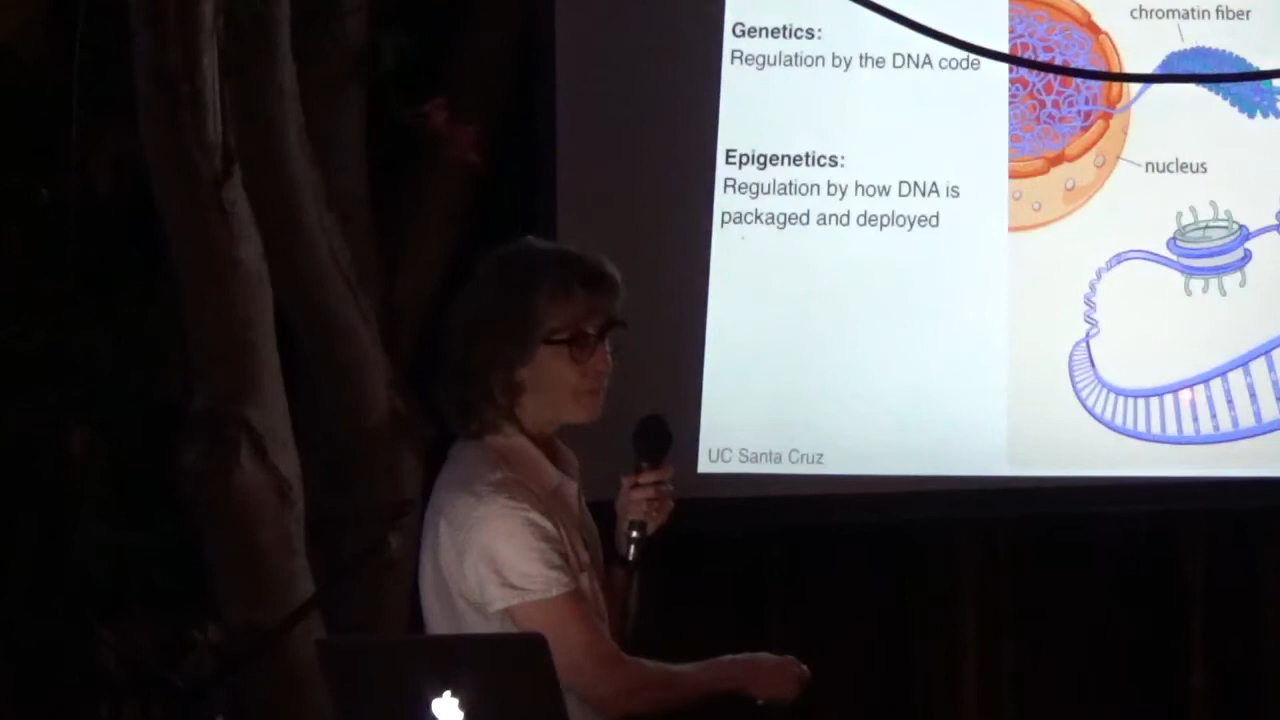 Genetics:
Regulation by the DNA code
Epigenetics:
Regulation by how DNA is
packaged and deployed
UC Santa Cruz
chromatin fiber
nucleus